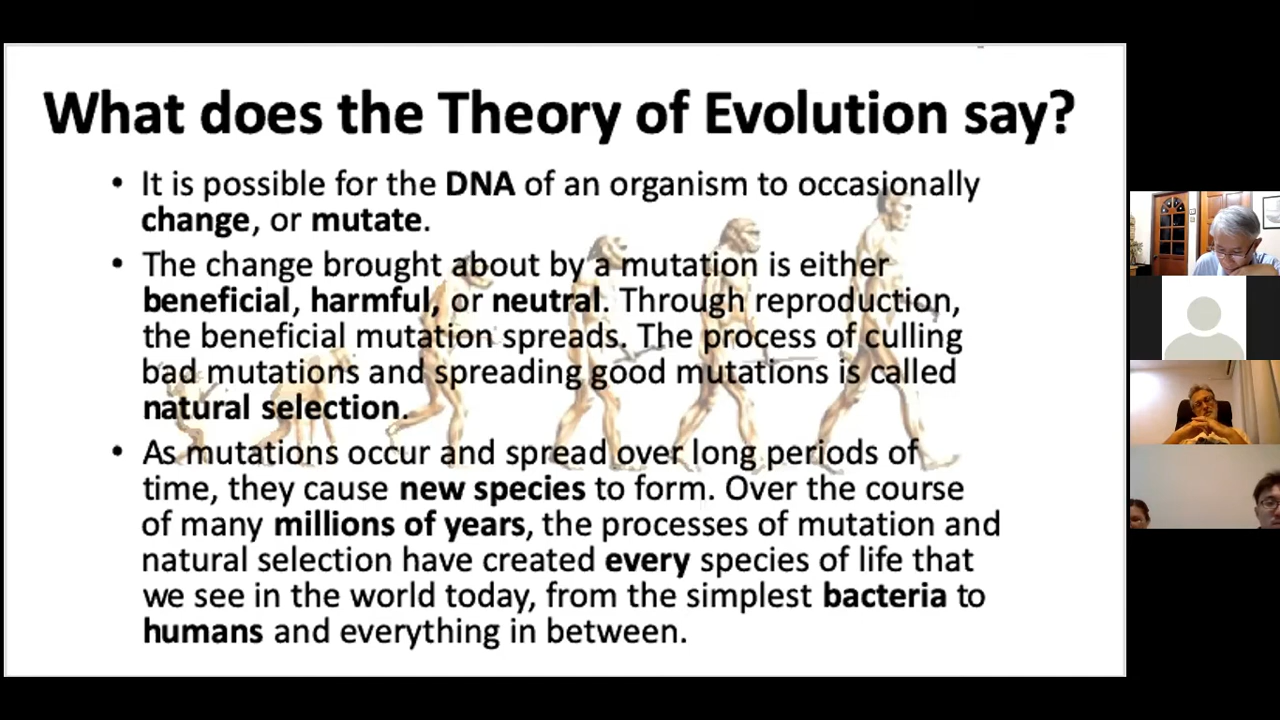 What does the Theory of Evolution say?
• It is possible for the DNA of an organism to occasionally
change, or mutate.
• The change brought about by a mutation is either
beneficial, harmful, or neutral. Through reproduction,
the beneficial mutation spreads. The process of culling
bad mutations and spreading good mutations is called
natural selection.
• As mutations occur and spread over long periods of
time, they cause new species to form. Over the course
of many millions of years, the processes of mutation and
natural selection have created every species of life that
we see in the world today, from the simplest bacteria to
humans and everything in between.